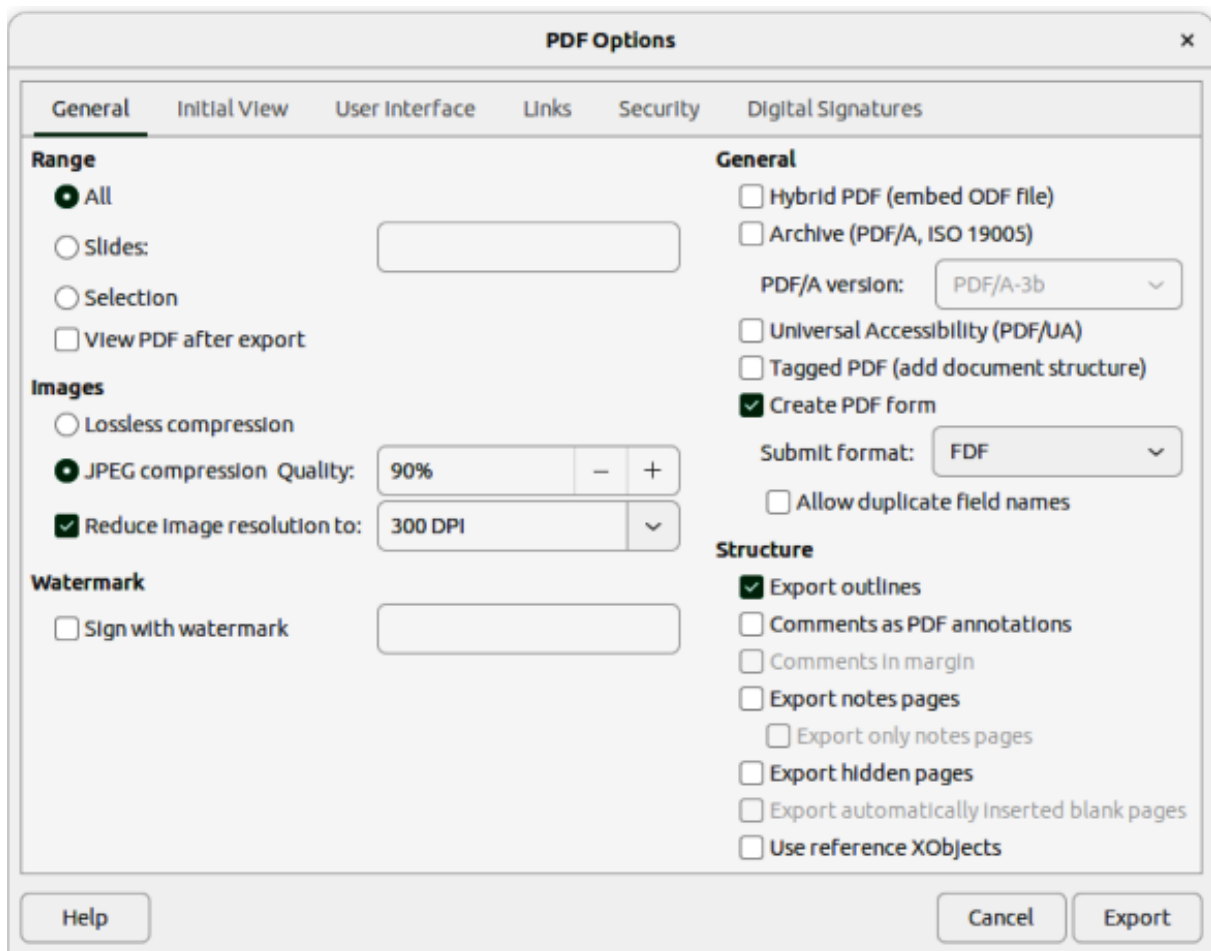 PDF Options
×
General Initial View User Interface Links Security Digital Signatures
Range
All
Slides:
Selection
View PDF after export
Images
Lossless compression
JPEG compression Quality: 90% − +
Reduce image resolution to: 300 DPI
Watermark
Sign with watermark
General
Hybrid PDF (embed ODF file)
Archive (PDF/A, ISO 19005)
PDF/A version: PDF/A-3b
Universal Accessibility (PDF/UA)
Tagged PDF (add document structure)
Create PDF form
Submit format: FDF
Allow duplicate field names
Structure
Export outlines
Comments as PDF annotations
Comments in margin
Export notes pages
Export only notes pages
Export hidden pages
Export automatically inserted blank pages
Use reference XObjects
Help Cancel Export